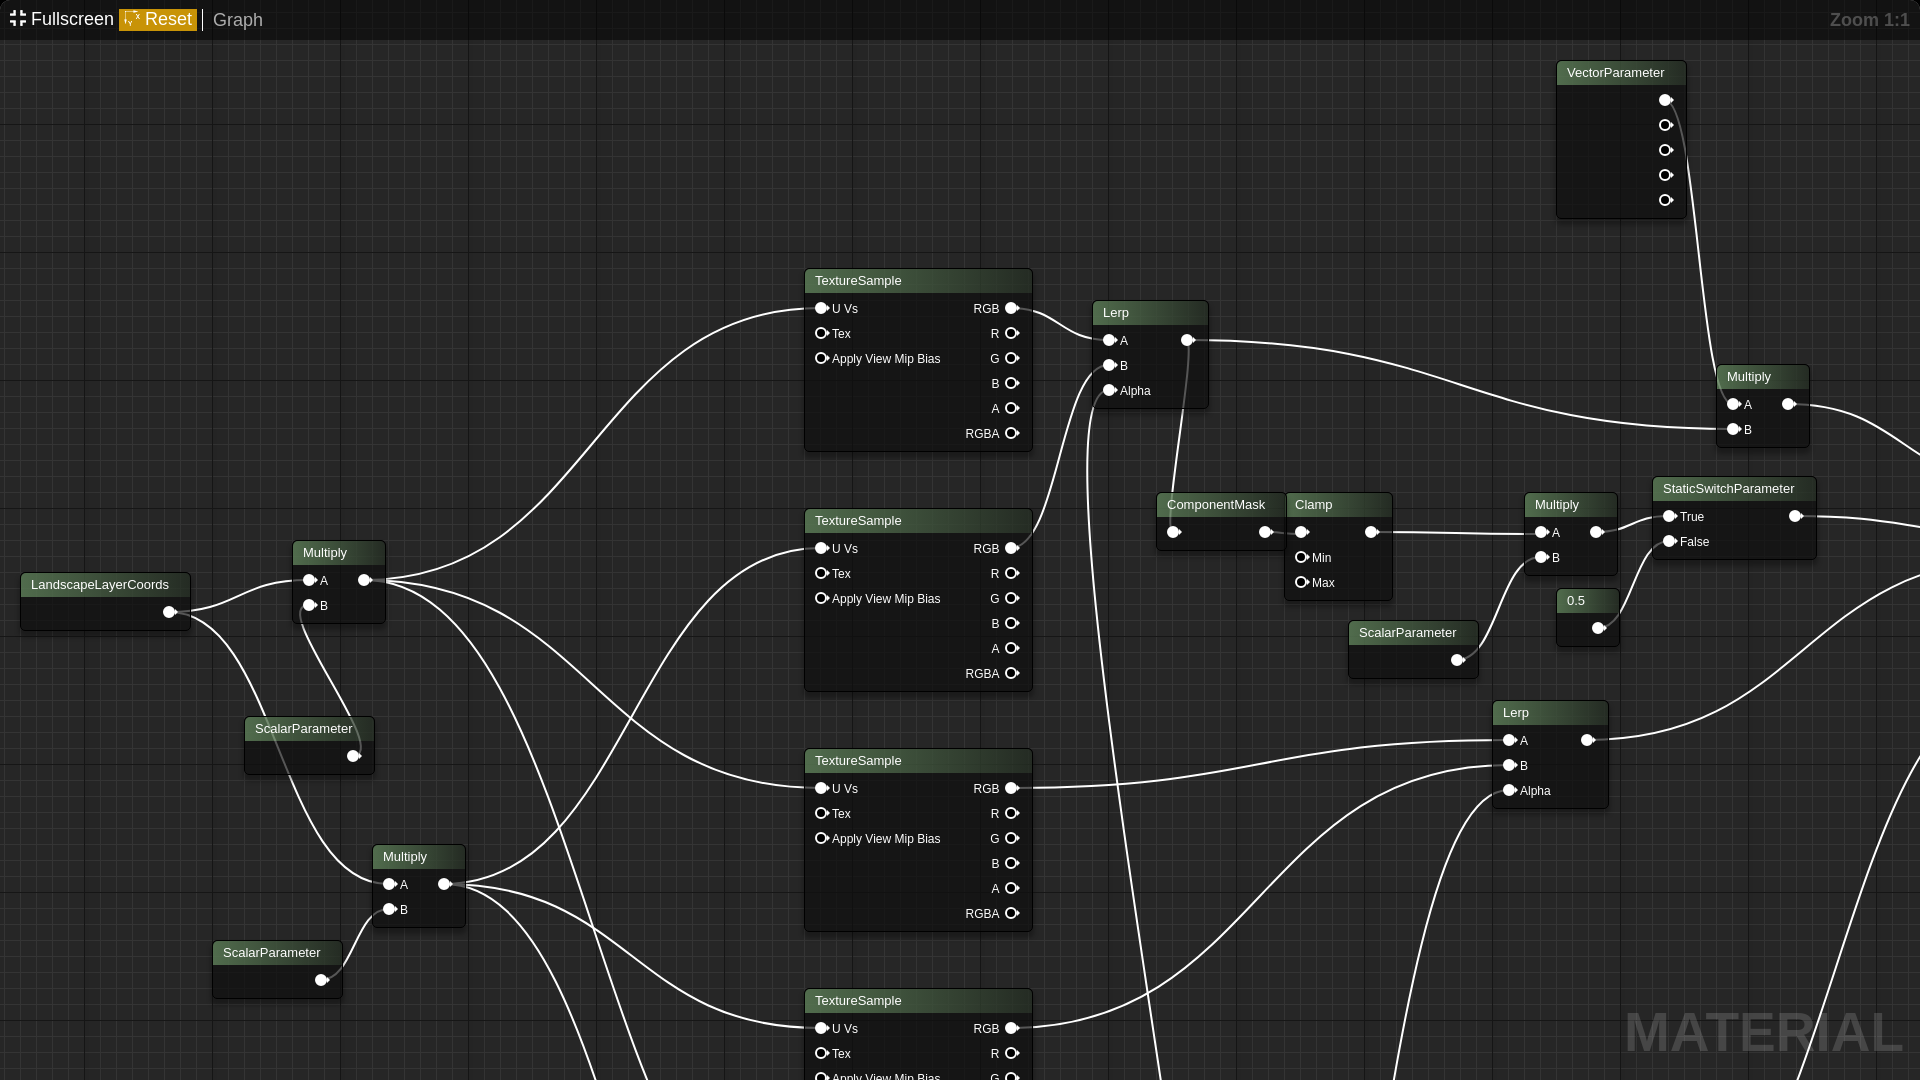 Fullscreen Reset Graph
Zoom 1:1
VectorParameter
TextureSample
U Vs RGB
Tex R
Apply View Mip Bias G
B
A
RGBA
Lerp
A
B
Alpha
Multiply
A
B
TextureSample
U Vs RGB
Tex R
Apply View Mip Bias G
B
A
RGBA
ComponentMask
Clamp
Min
Max
Multiply
A
B
StaticSwitchParameter
True
False
0.5
ScalarParameter
LandscapeLayerCoords
Multiply
A
B
ScalarParameter
TextureSample
U Vs RGB
Tex R
Apply View Mip Bias G
B
A
RGBA
Lerp
A
B
Alpha
Multiply
A
B
ScalarParameter
TextureSample
U Vs RGB
Tex R
Apply View Mip Bias G
MATERIAL